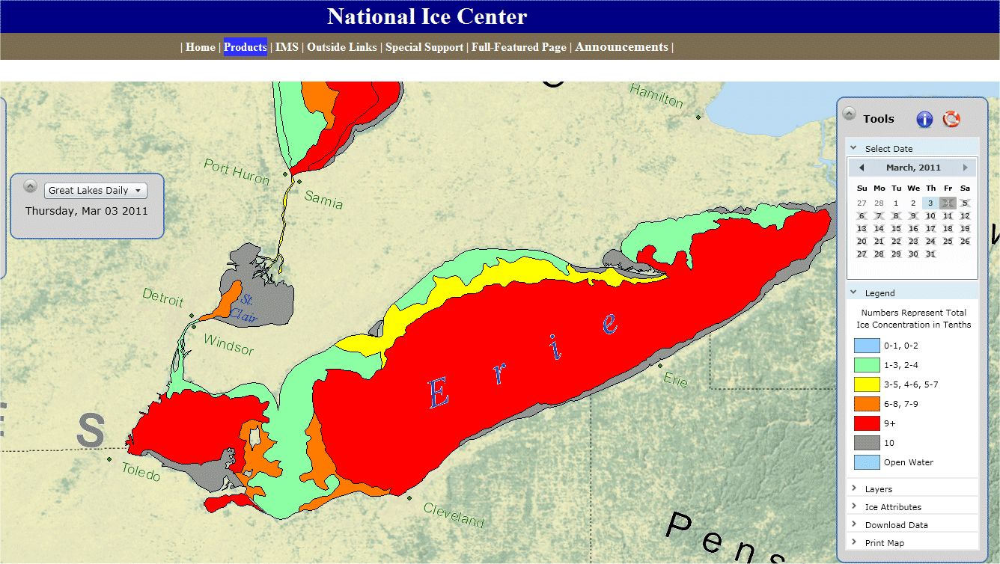 National Ice Center
| Home | Products | IMS | Outside Links | Special Support | Full-Featured Page | Announcements |
Hamilton
Port Huron
Sarnia
Great Lakes Daily
Thursday, Mar 03 2011
Detroit
St.
Clair
Windsor
E r i e
Erie
S
Toledo
Cleveland
P e n s
Tools
Select Date
March, 2011
Su Mo Tu We Th Fr Sa
27 28 1 2 3 4 5
6 7 8 9 10 11 12
13 14 15 16 17 18 19
20 21 22 23 24 25 26
27 28 29 30 31
Legend
Numbers Represent Total
Ice Concentration in Tenths
0-1, 0-2
1-3, 2-4
3-5, 4-6, 5-7
6-8, 7-9
9+
10
Open Water
Layers
Ice Attributes
Download Data
Print Map